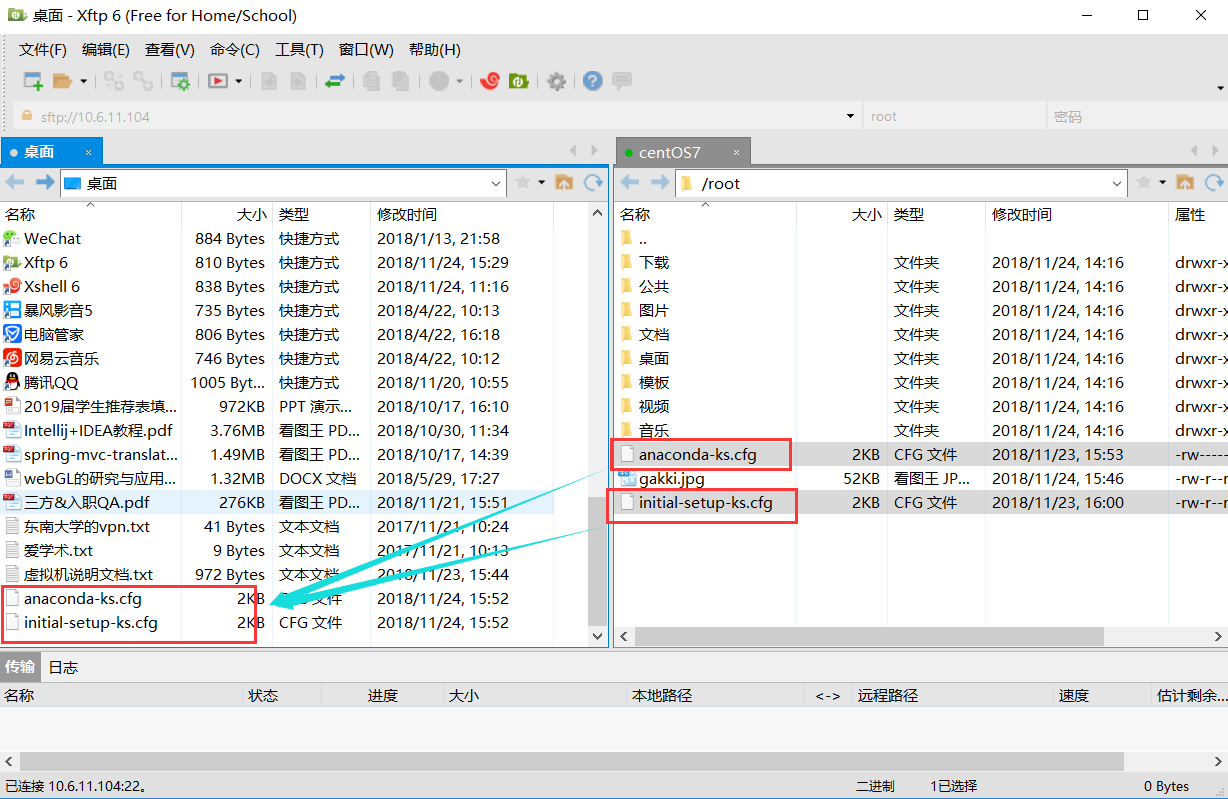 桌面 - Xftp 6 (Free for Home/School)
文件(F) 编辑(E) 查看(V) 命令(C) 工具(T) 窗口(W) 帮助(H)
sftp://10.6.11.104 root 密码
桌面 × centOS7 ×
桌面 /root
名称 大小 类型 修改时间
WeChat 884 Bytes 快捷方式 2018/1/13, 21:58
Xftp 6 810 Bytes 快捷方式 2018/11/24, 15:29
Xshell 6 838 Bytes 快捷方式 2018/11/24, 11:16
暴风影音5 735 Bytes 快捷方式 2018/4/22, 10:13
电脑管家 806 Bytes 快捷方式 2018/4/22, 16:18
网易云音乐 746 Bytes 快捷方式 2018/4/22, 10:12
腾讯QQ 1005 Byt... 快捷方式 2018/11/20, 10:55
2019届学生推荐表填... 972KB PPT 演示... 2018/10/17, 16:10
Intellij+IDEA教程.pdf 3.76MB 看图王 PD... 2018/10/30, 11:34
spring-mvc-translat... 1.49MB 看图王 PD... 2018/10/17, 14:39
webGL的研究与应用... 1.32MB DOCX 文档 2018/5/29, 17:27
三方&入职QA.pdf 276KB 看图王 PD... 2018/11/21, 15:51
东南大学的vpn.txt 41 Bytes 文本文档 2017/11/21, 10:24
爱学术.txt 9 Bytes 文本文档 2017/11/21, 10:13
虚拟机说明文档.txt 972 Bytes 文本文档 2018/11/23, 15:44
anaconda-ks.cfg 2KB 文件 2018/11/24, 15:52
initial-setup-ks.cfg 2KB CFG 文件 2018/11/24, 15:52
名称 大小 类型 修改时间 属性
..
下载 文件夹 2018/11/24, 14:16 drwxr-x
公共 文件夹 2018/11/24, 14:16 drwxr-x
图片 文件夹 2018/11/24, 14:16 drwxr-x
文档 文件夹 2018/11/24, 14:16 drwxr-x
桌面 文件夹 2018/11/24, 14:16 drwxr-x
模板 文件夹 2018/11/24, 14:16 drwxr-x
视频 文件夹 2018/11/24, 14:16 drwxr-x
音乐 文件夹 2018/11/24, 14:16 drwxr-x
anaconda-ks.cfg 2KB CFG 文件 2018/11/23, 15:53 -rw-----
gakki.jpg 52KB 看图王 JP... 2018/11/24, 15:46 -rw-r--r
initial-setup-ks.cfg 2KB CFG 文件 2018/11/23, 16:00 -rw-r--r
传输 日志
名称 状态 进度 大小 本地路径 <-> 远程路径 速度 估计剩余...
已连接 10.6.11.104:22。 二进制 1已选择 0 Bytes